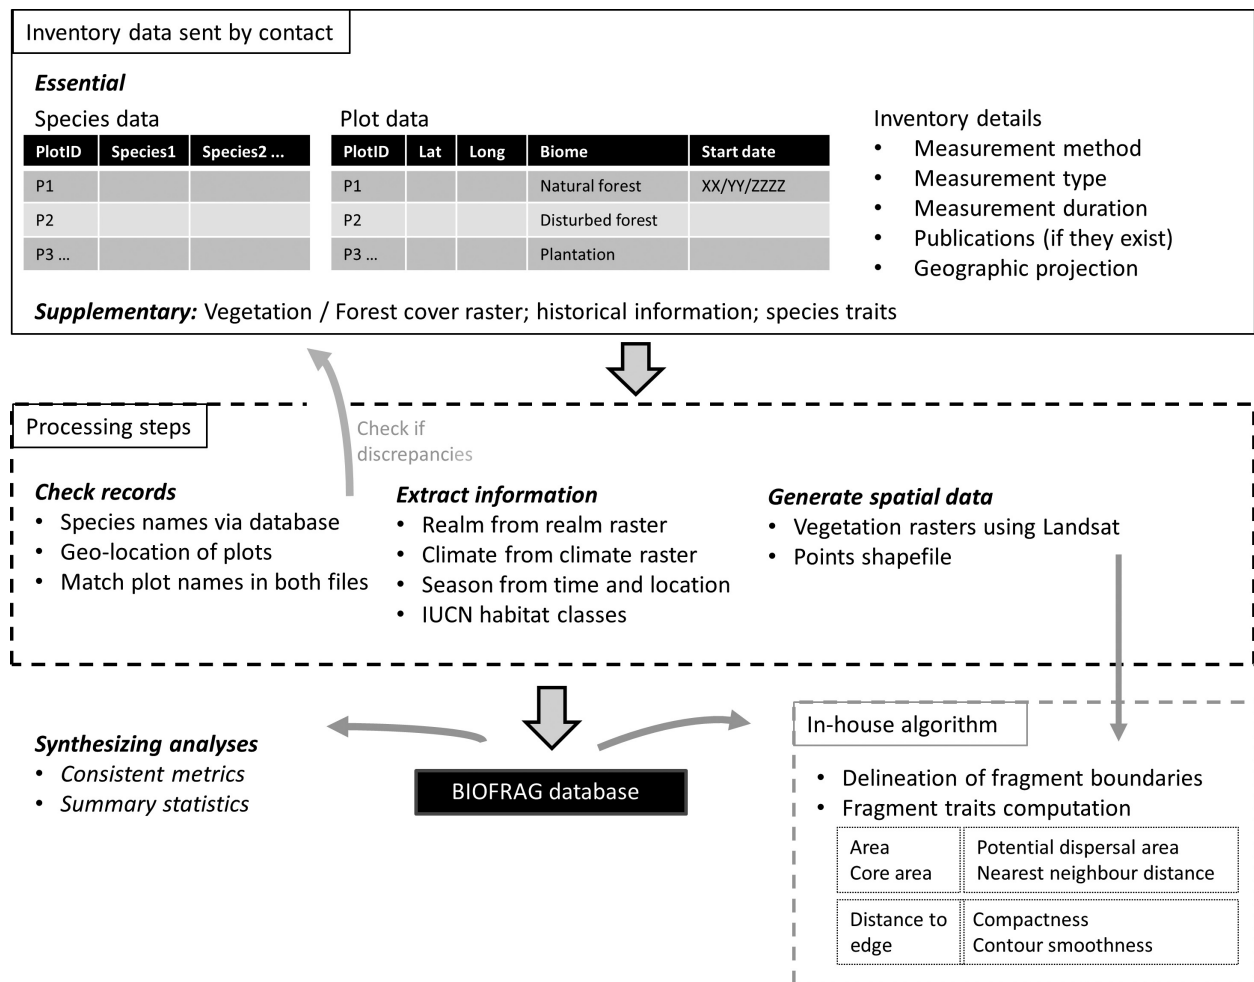 Inventory data sent by contact
Essential
Species data
PlotID Species1 Species2 ...
P1
P2
P3 ...
Plot data
PlotID Lat Long Biome Start date
P1 Natural forest XX/YY/ZZZZ
P2 Disturbed forest
P3 ... Plantation
Inventory details
• Measurement method
• Measurement type
• Measurement duration
• Publications (if they exist)
• Geographic projection
Supplementary: Vegetation / Forest cover raster; historical information; species traits
Check if
discrepancies
Processing steps
Check records
• Species names via database
• Geo-location of plots
• Match plot names in both files
Extract information
• Realm from realm raster
• Climate from climate raster
• Season from time and location
• IUCN habitat classes
Generate spatial data
• Vegetation rasters using Landsat
• Points shapefile
Synthesizing analyses
• Consistent metrics
• Summary statistics
BIOFRAG database
In-house algorithm
• Delineation of fragment boundaries
• Fragment traits computation
Area
Core area
Potential dispersal area
Nearest neighbour distance
Distance to
edge
Compactness
Contour smoothness